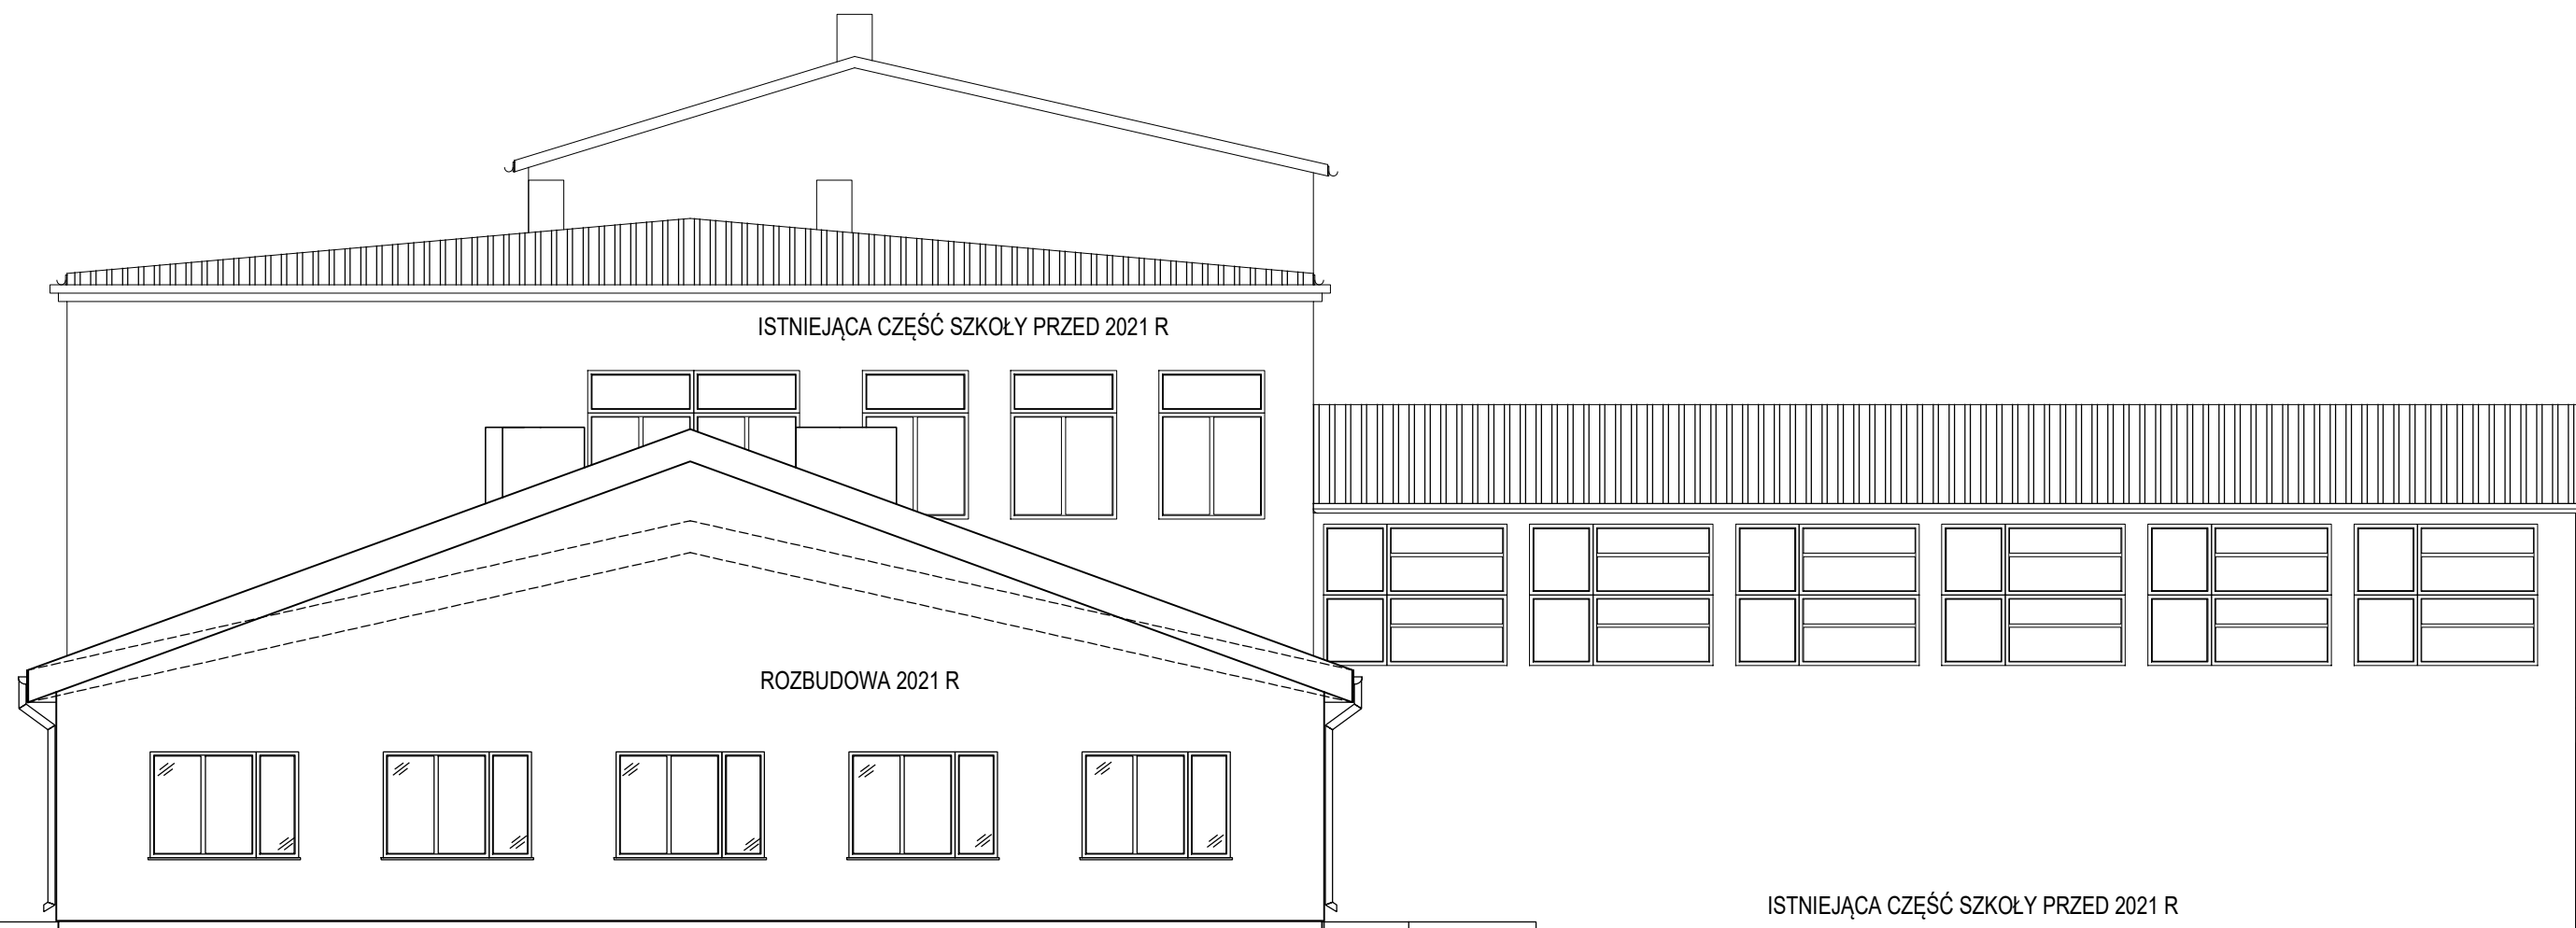 ISTNIEJĄCA CZĘŚĆ SZKOŁY PRZED 2021 R
ROZBUDOWA 2021 R
ISTNIEJĄCA CZĘŚĆ SZKOŁY PRZED 2021 R